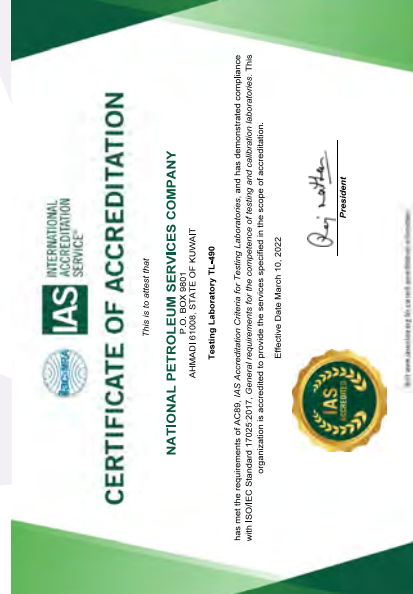 ILAC-MRA
IAS
INTERNATIONAL
ACCREDITATION
SERVICE®
CERTIFICATE OF ACCREDITATION
This is to attest that
NATIONAL PETROLEUM SERVICES COMPANY
P.O. BOX 9801
AHMADI 61008, STATE OF KUWAIT
Testing Laboratory TL-490
has met the requirements of AC89, IAS Accreditation Criteria for Testing Laboratories, and has demonstrated compliance
with ISO/IEC Standard 17025:2017, General requirements for the competence of testing and calibration laboratories. This
organization is accredited to provide the services specified in the scope of accreditation.
Effective Date March 10, 2022
Raj Nathan
President
IAS
ACCREDITED